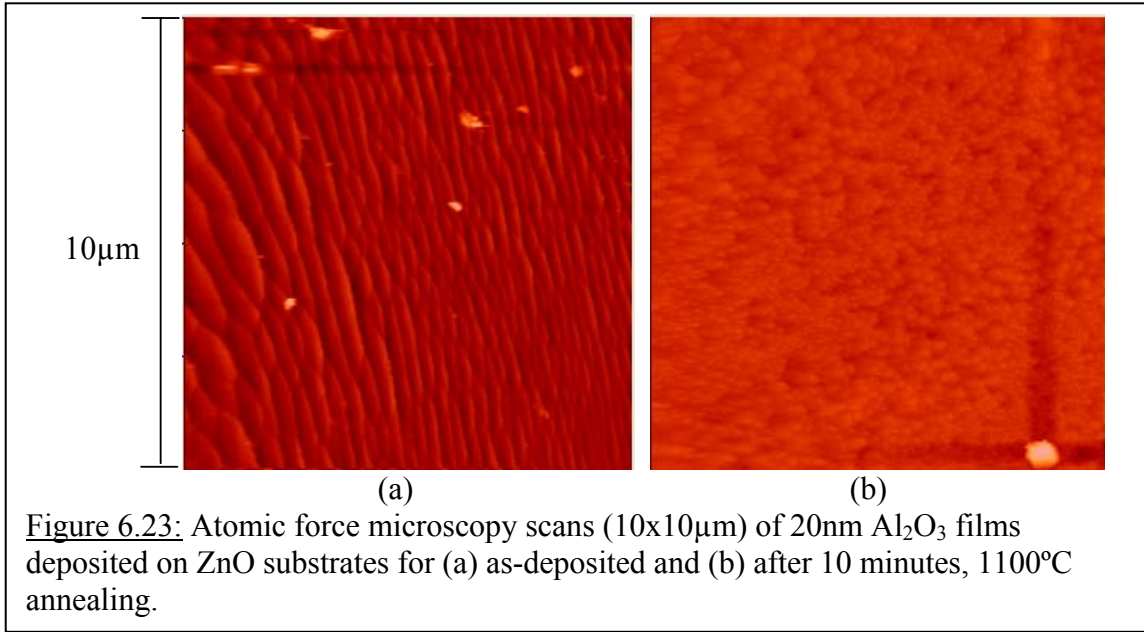 10µm
(a) (b)
Figure 6.23: Atomic force microscopy scans (10x10µm) of 20nm Al₂O₃ films
deposited on ZnO substrates for (a) as-deposited and (b) after 10 minutes, 1100ºC
annealing.